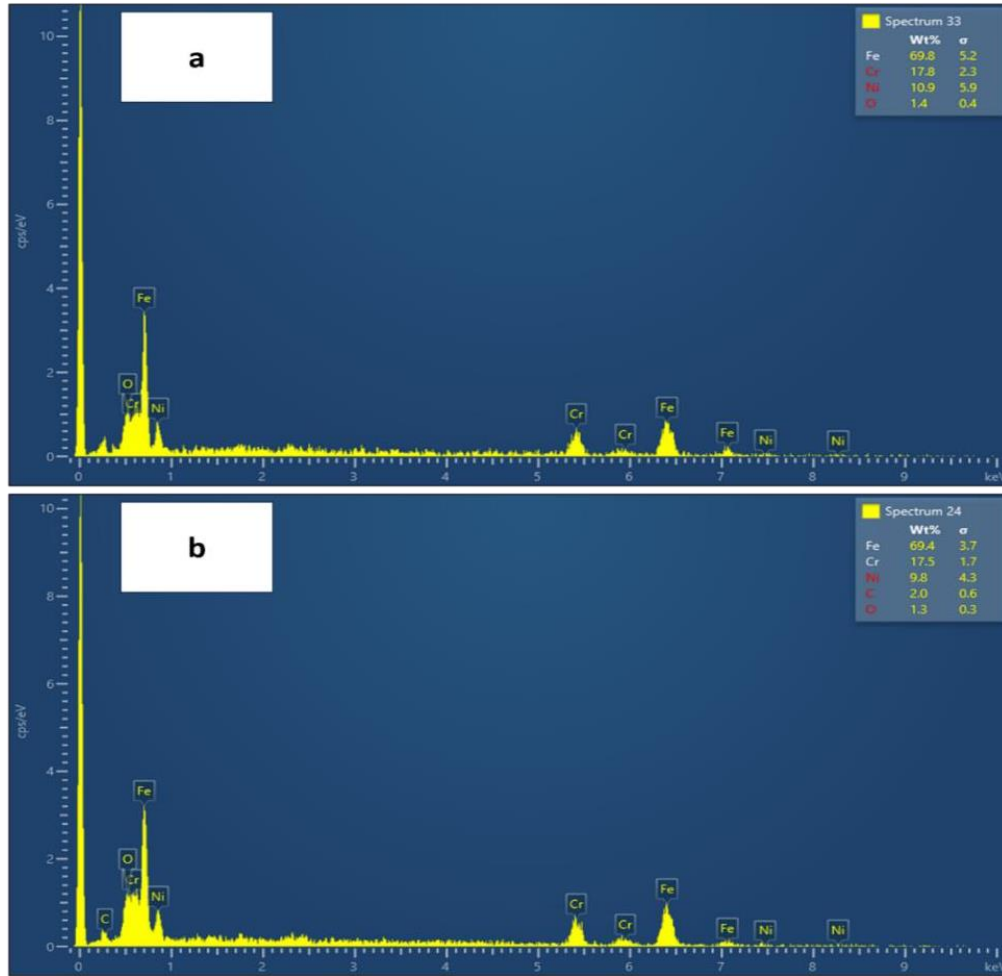 a
Spectrum 33
Wt% σ
Fe 69.8 5.2
Cr 17.8 2.3
Ni 10.9 5.9
O 1.4 0.4
cps/eV
10
8
6
4
2
0
Fe
O
Cr
Ni
Cr
Cr
Fe
Fe
Ni
Ni
0 1 2 3 4 5 6 7 8 9 keV
b
Spectrum 24
Wt% σ
Fe 69.4 3.7
Cr 17.5 1.7
Ni 9.8 4.3
C 2.0 0.6
O 1.3 0.3
cps/eV
10
8
6
4
2
0
Fe
O
Cr
Ni
C
Cr
Cr
Fe
Fe
Ni
Ni
0 1 2 3 4 5 6 7 8 9 keV